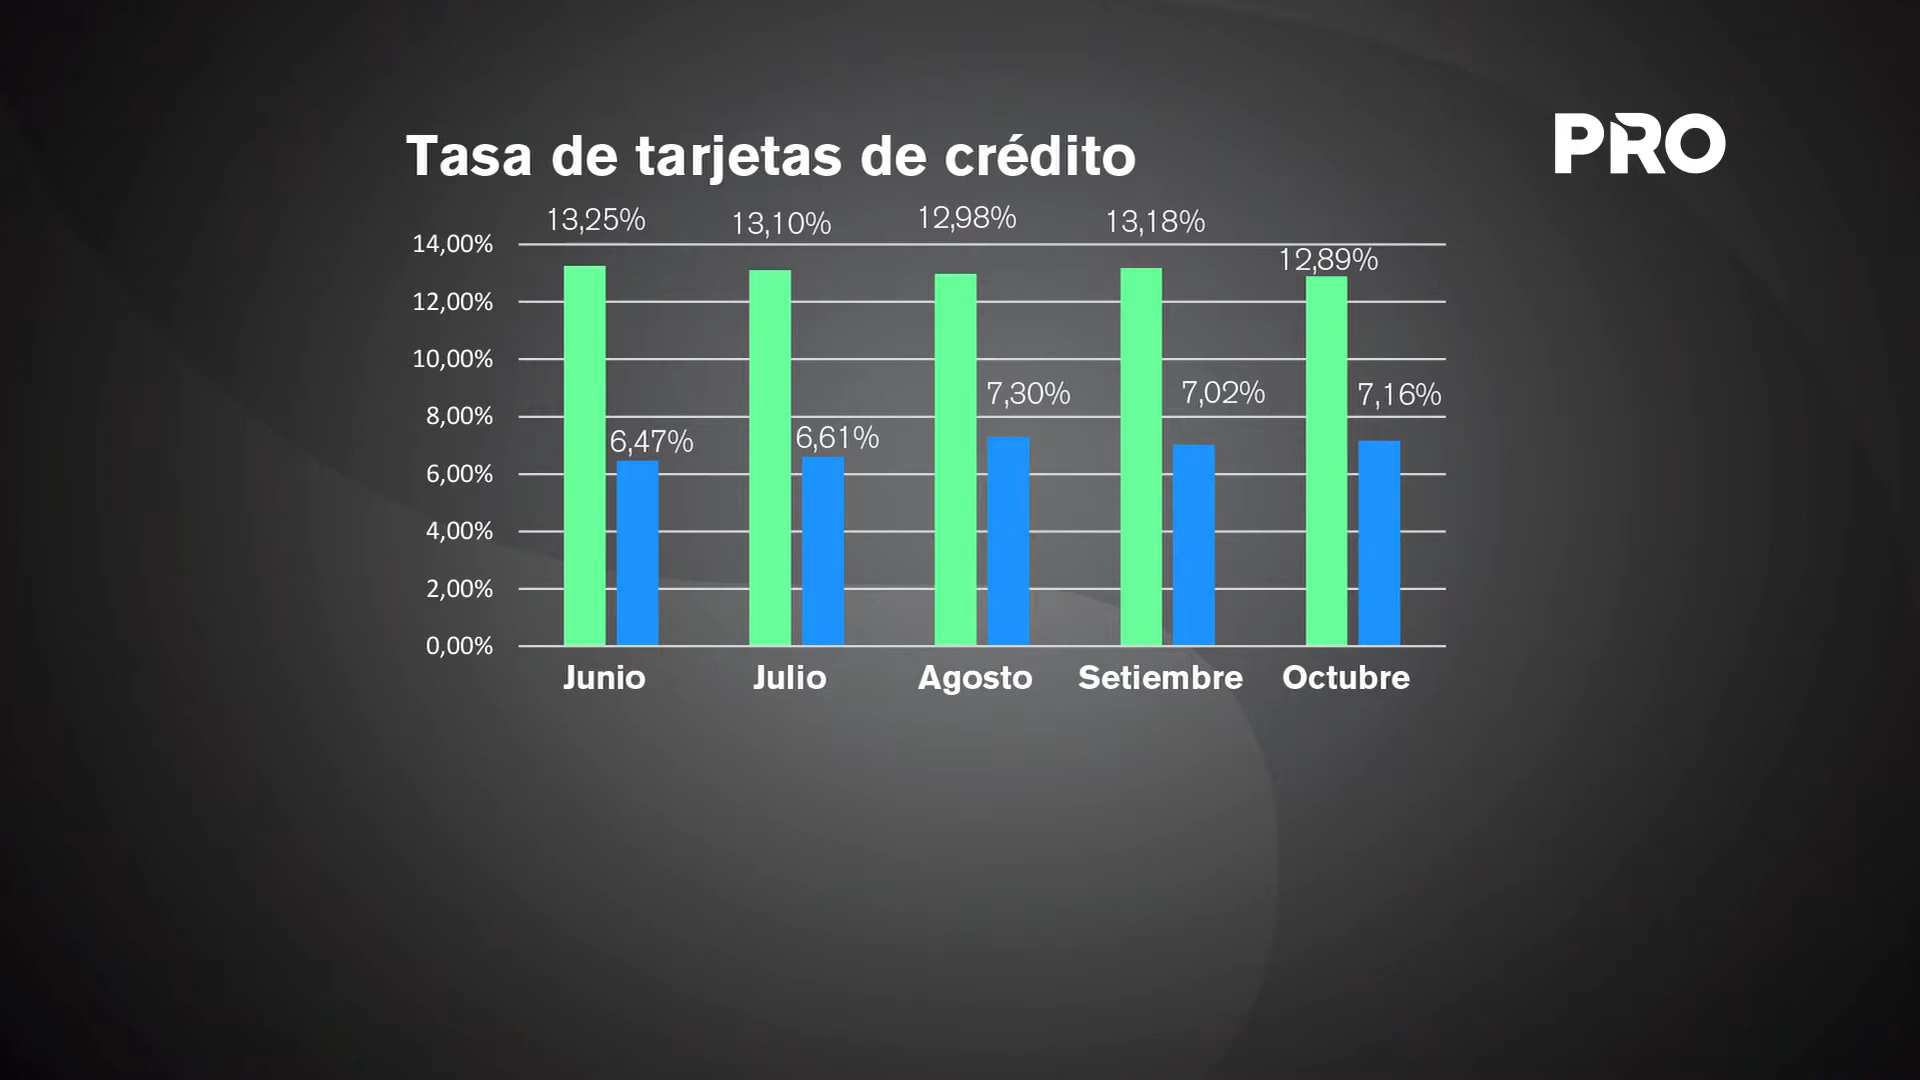 PRO
Tasa de tarjetas de crédito
13,25% 13,10% 12,98% 13,18% 12,89%
14,00%
12,00%
10,00%
8,00%
6,00%
4,00%
2,00%
0,00%
6,47% 6,61% 7,30% 7,02% 7,16%
Junio Julio Agosto Setiembre Octubre